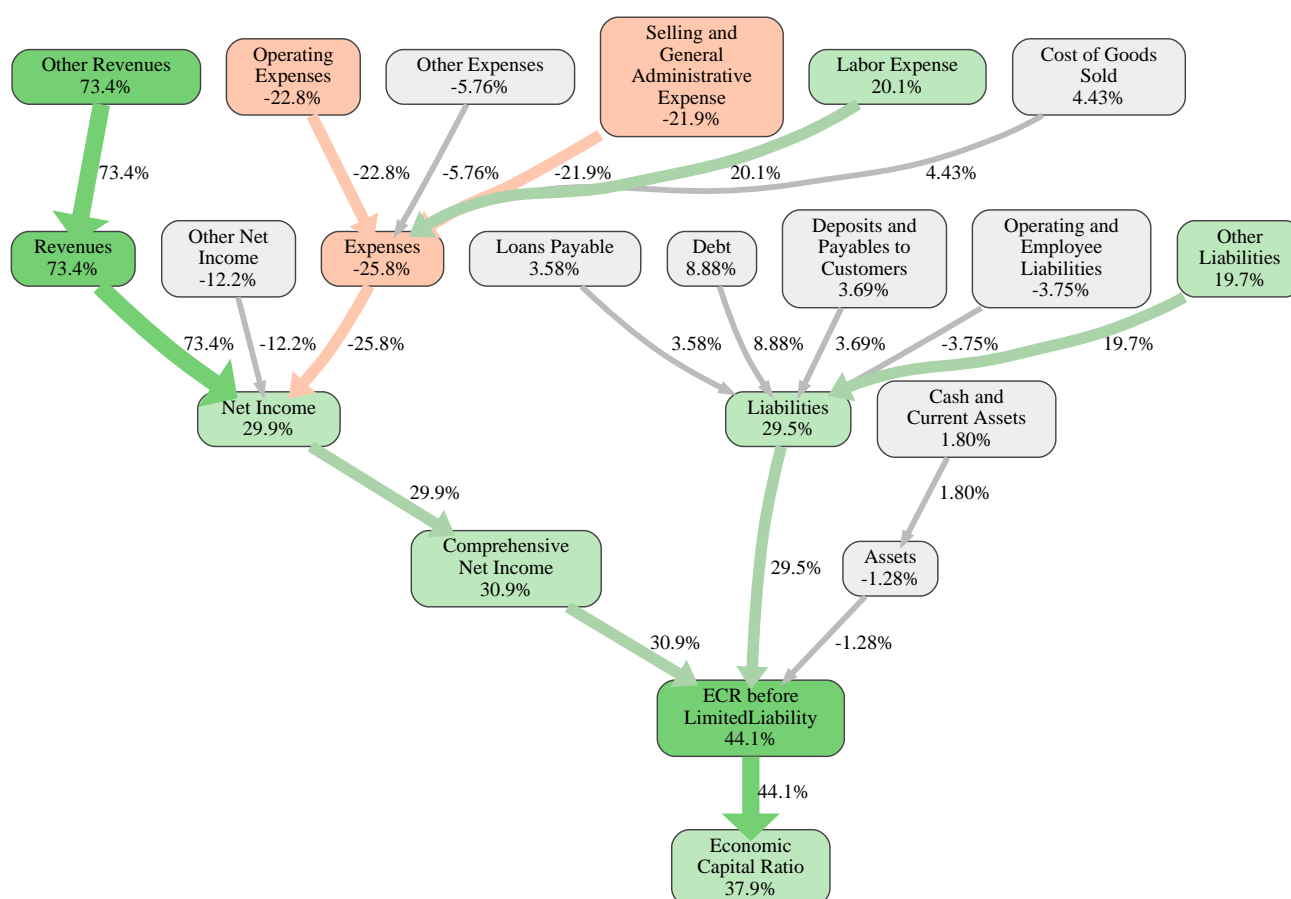 Other Revenues
73.4%
Operating
Expenses
-22.8%
Other Expenses
-5.76%
Selling and
General
Administrative
Expense
-21.9%
Labor Expense
20.1%
Cost of Goods
Sold
4.43%
73.4%
-22.8%
-5.76%
-21.9%
20.1%
4.43%
Revenues
73.4%
Other Net
Income
-12.2%
Expenses
-25.8%
Loans Payable
3.58%
Debt
8.88%
Deposits and
Payables to
Customers
3.69%
Operating and
Employee
Liabilities
-3.75%
Other
Liabilities
19.7%
73.4%
-12.2%
-25.8%
3.58%
8.88%
3.69%
-3.75%
19.7%
Net Income
29.9%
Liabilities
29.5%
Cash and
Current Assets
1.80%
29.9%
1.80%
Comprehensive
Net Income
30.9%
29.5%
Assets
-1.28%
30.9%
-1.28%
ECR before
LimitedLiability
44.1%
44.1%
Economic
Capital Ratio
37.9%